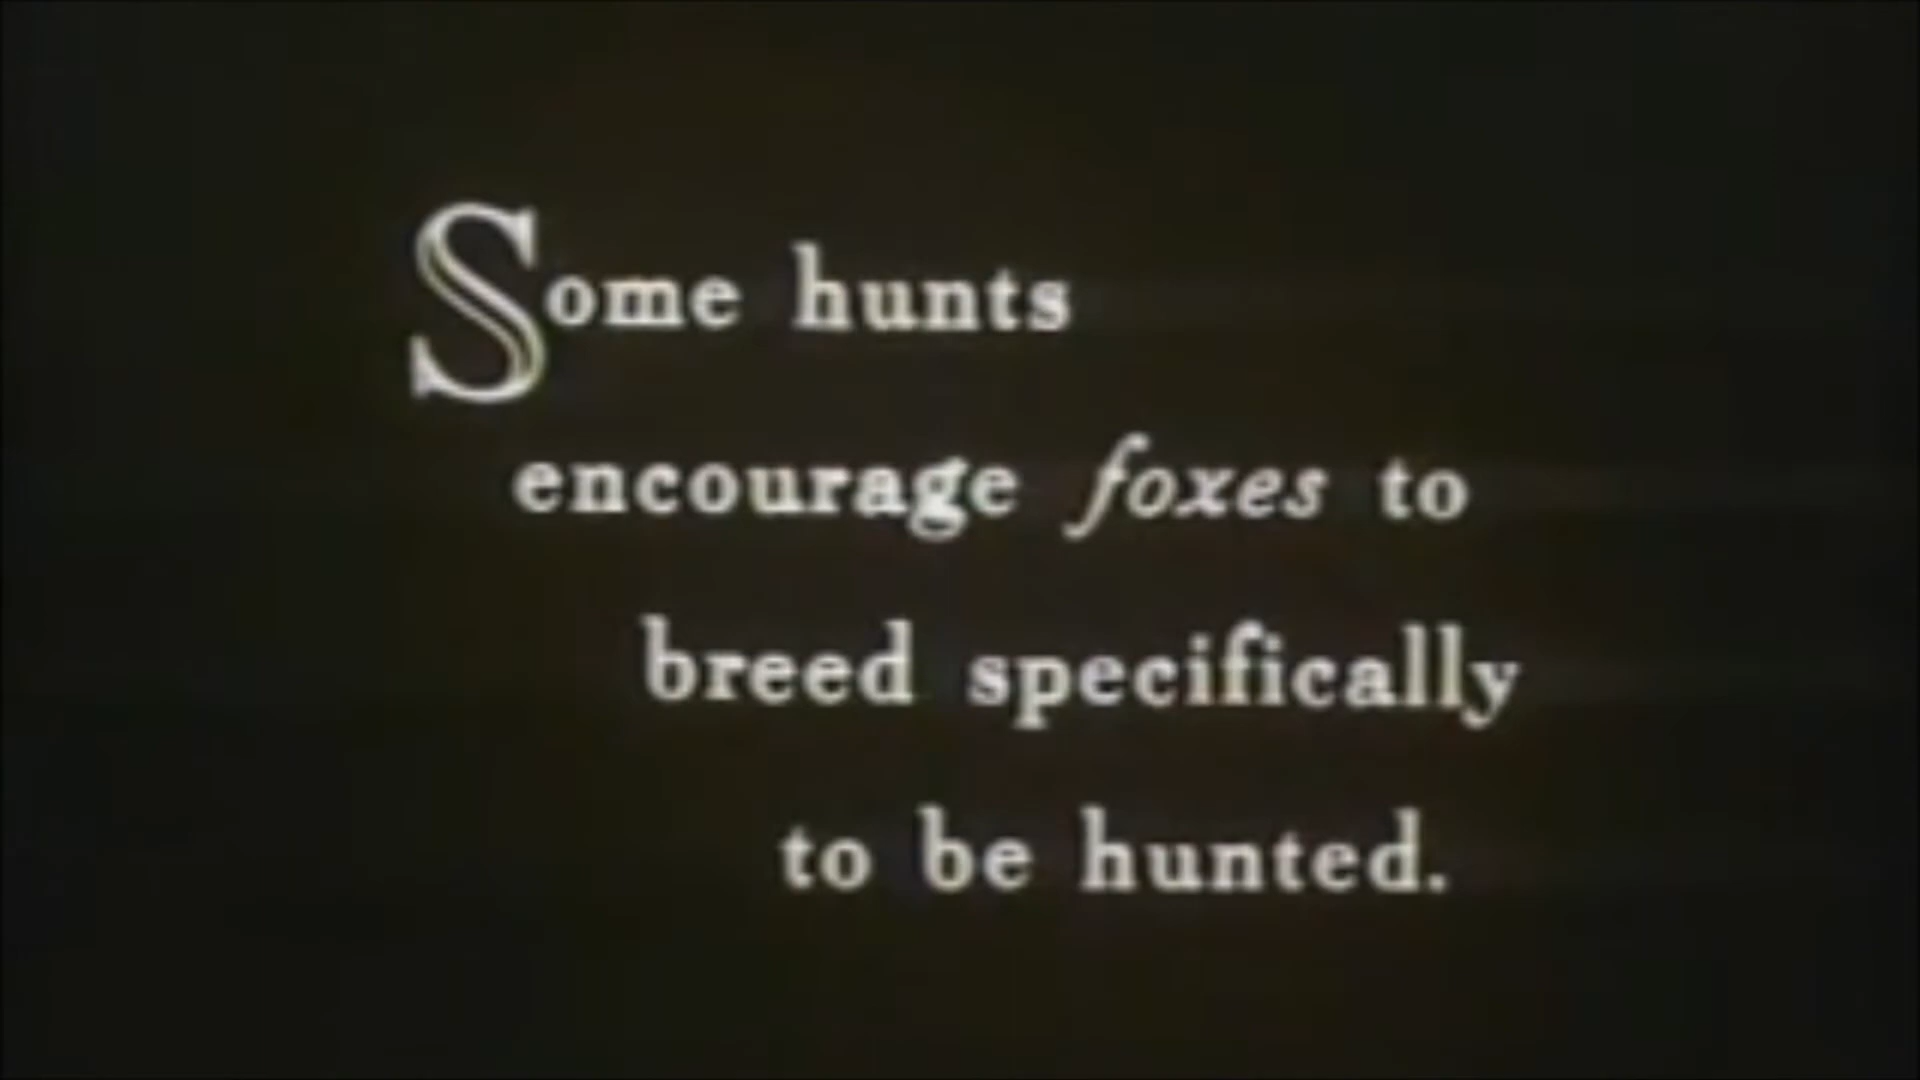 Some hunts
encourage foxes to
breed specifically
to be hunted.